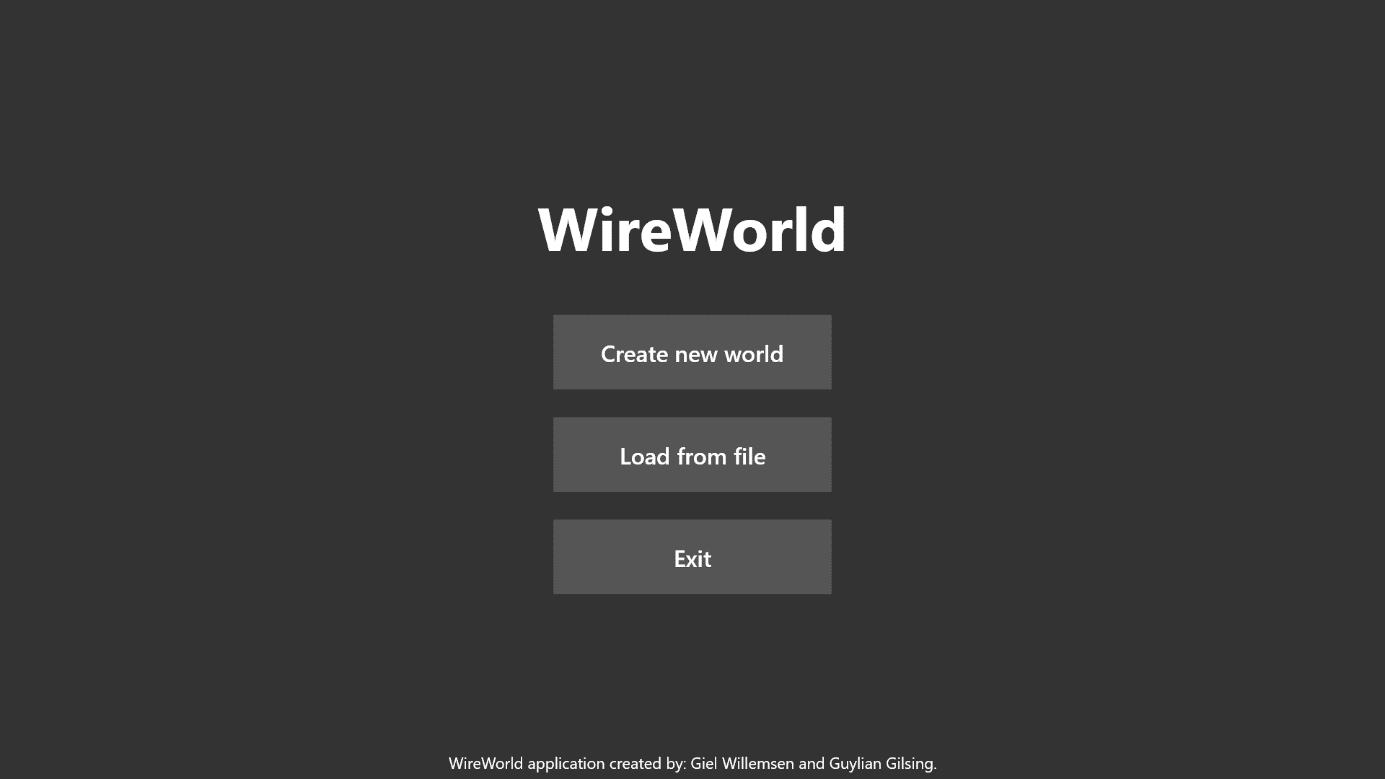 WireWorld
Create new world
Load from file
Exit
WireWorld application created by: Giel Willemsen and Guylian Gilsing.